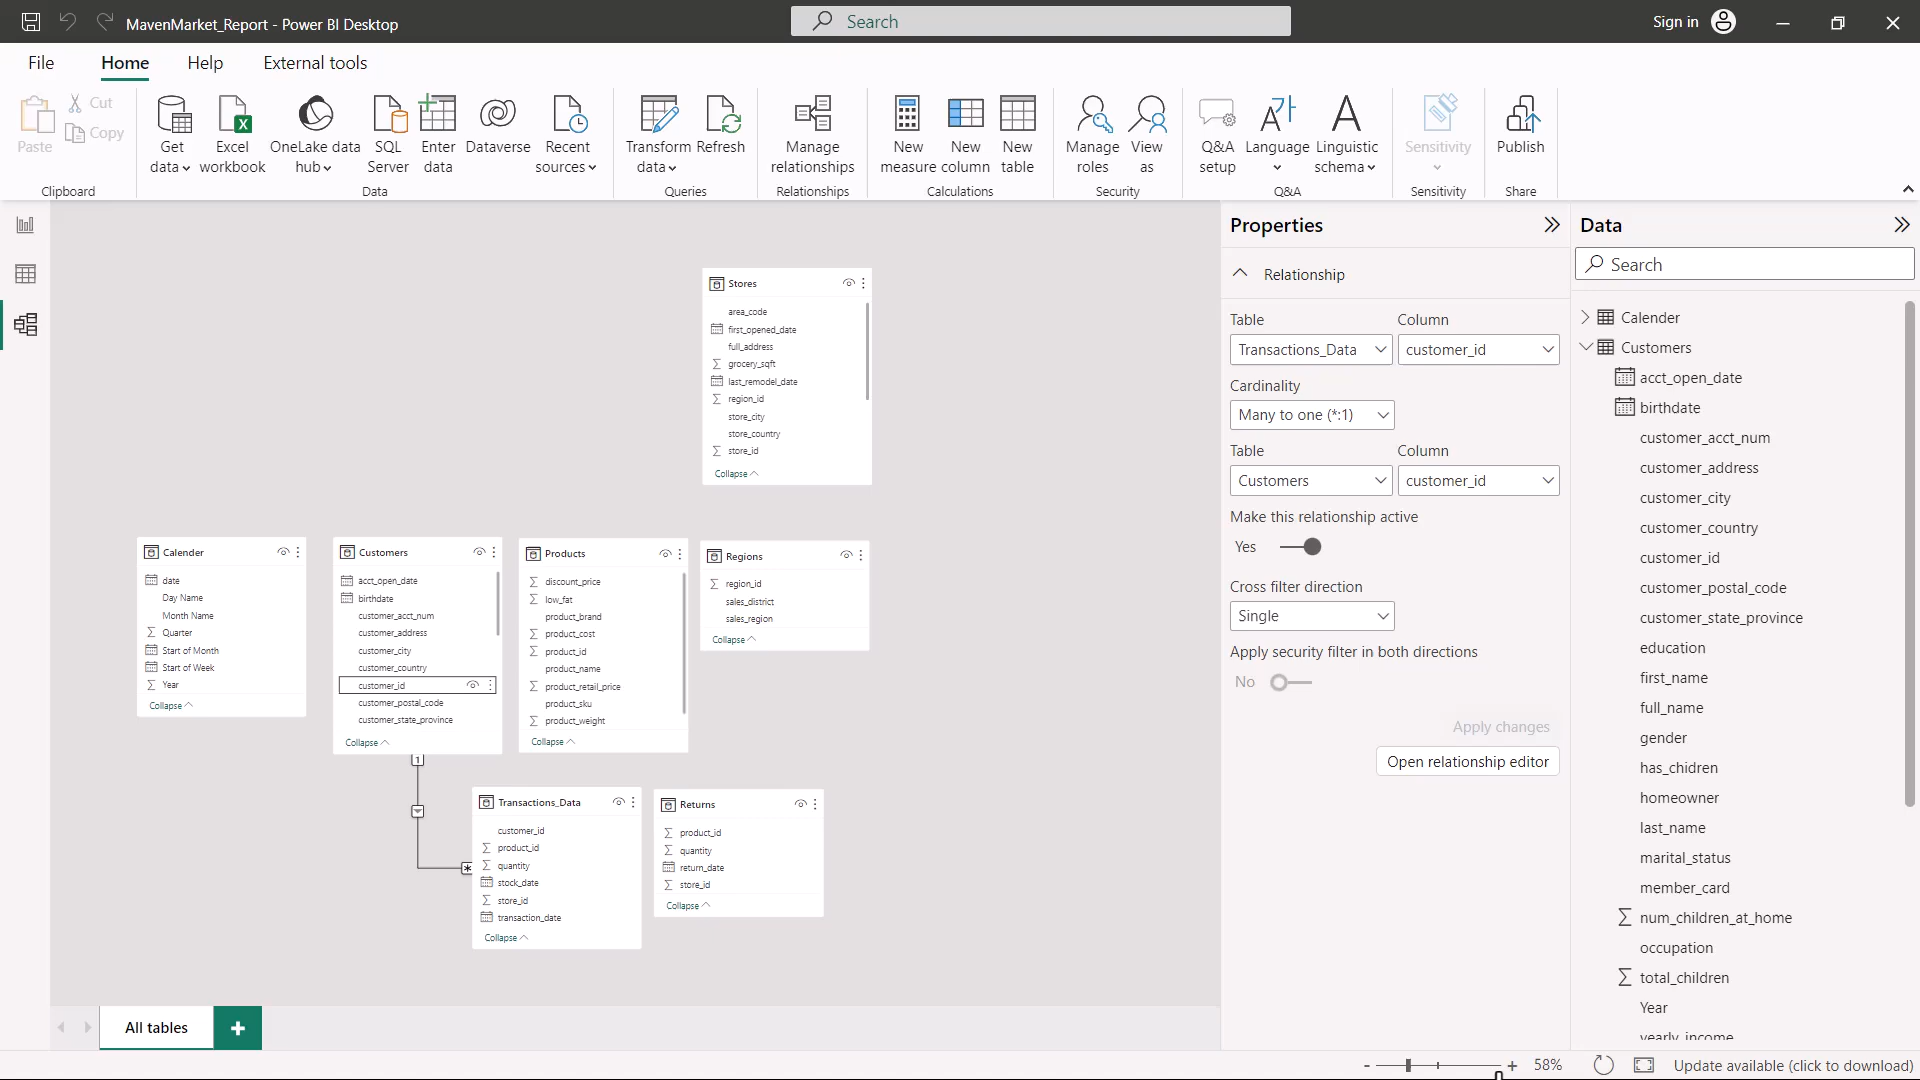 MavenMarket_Report - Power BI Desktop
Search
Sign in
File
Home
Help
External tools
Paste
Cut
Copy
Clipboard
Get data
Excel workbook
OneLake data hub
SQL Server
Enter data
Dataverse
Recent sources
Data
Transform data
Refresh
Queries
Manage relationships
Relationships
New measure
New column
New table
Calculations
Manage roles
View as
Security
Q&A setup
Language
Linguistic schema
Q&A
Sensitivity
Sensitivity
Publish
Share
Stores
area_code
first_opened_date
full_address
grocery_sqft
last_remodel_date
region_id
store_city
store_country
store_id
Collapse
Calender
date
Day Name
Month Name
Quarter
Start of Month
Start of Week
Year
Collapse
Customers
acct_open_date
birthdate
customer_acct_num
customer_address
customer_city
customer_country
customer_id
customer_postal_code
customer_state_province
Collapse
Products
discount_price
low_fat
product_brand
product_cost
product_id
product_name
product_retail_price
product_sku
product_weight
Collapse
Regions
region_id
sales_district
sales_region
Collapse
1
*
Transactions_Data
customer_id
product_id
quantity
stock_date
store_id
transaction_date
Collapse
Returns
product_id
quantity
return_date
store_id
Collapse
All tables
Properties
Relationship
Table
Column
Transactions_Data
customer_id
Cardinality
Many to one (*:1)
Table
Column
Customers
customer_id
Make this relationship active
Yes
Cross filter direction
Single
Apply security filter in both directions
No
Apply changes
Open relationship editor
Data
Search
Calender
Customers
acct_open_date
birthdate
customer_acct_num
customer_address
customer_city
customer_country
customer_id
customer_postal_code
customer_state_province
education
first_name
full_name
gender
has_chidren
homeowner
last_name
marital_status
member_card
num_children_at_home
occupation
total_children
Year
yearly_income
- + 58%
Update available (click to download)